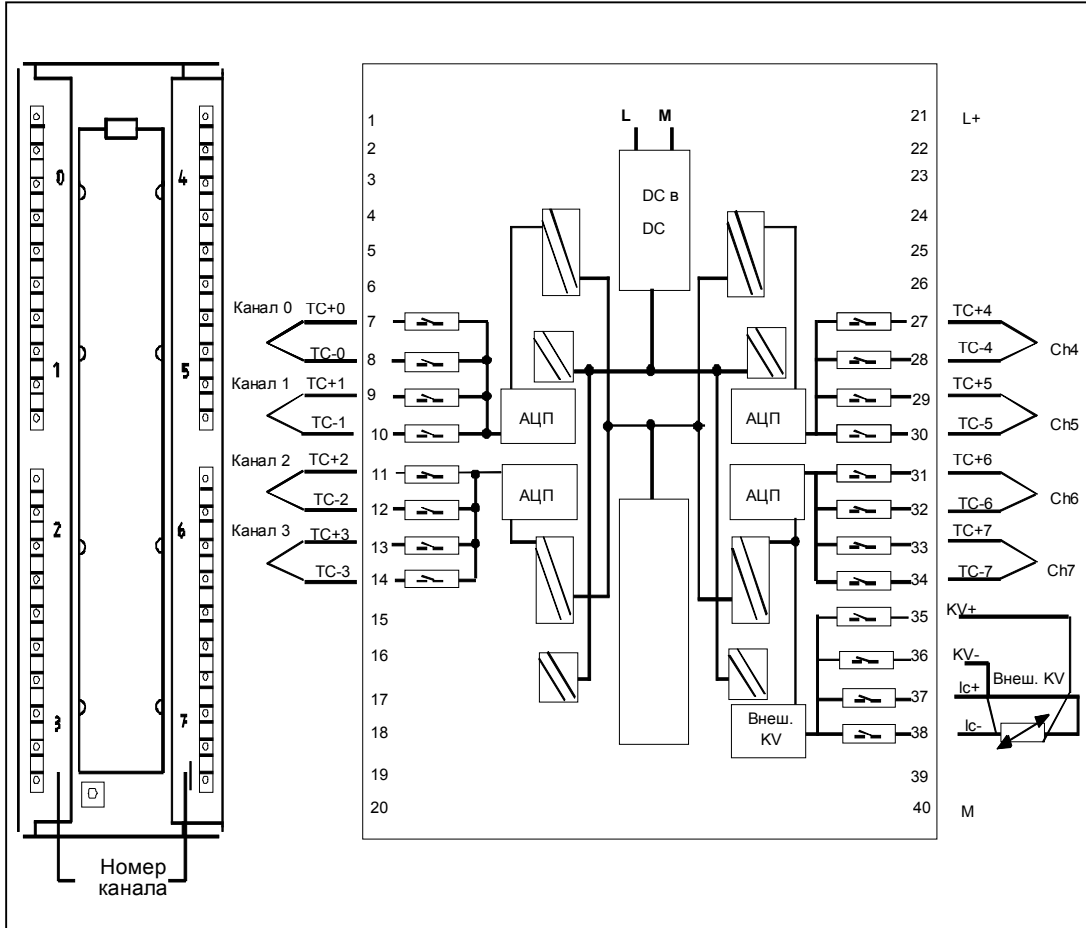 0
4
1
5
2
6
3
7
Номер
канала
Канал 0
TC+0
TC-0
Канал 1
TC+1
TC-1
Канал 2
TC+2
TC-2
Канал 3
TC+3
TC-3
1
2
3
4
5
6
7
8
9
10
11
12
13
14
15
16
17
18
19
20
L M
DC в
DC
АЦП
АЦП
АЦП
АЦП
Внеш.
KV
21
22
23
24
25
26
27
28
29
30
31
32
33
34
35
36
37
38
39
40
L+
TC+4
TC-4
Ch4
TC+5
TC-5
Ch5
TC+6
TC-6
Ch6
TC+7
TC-7
Ch7
KV+
KV-
Внеш. KV
Ic+
Ic-
M